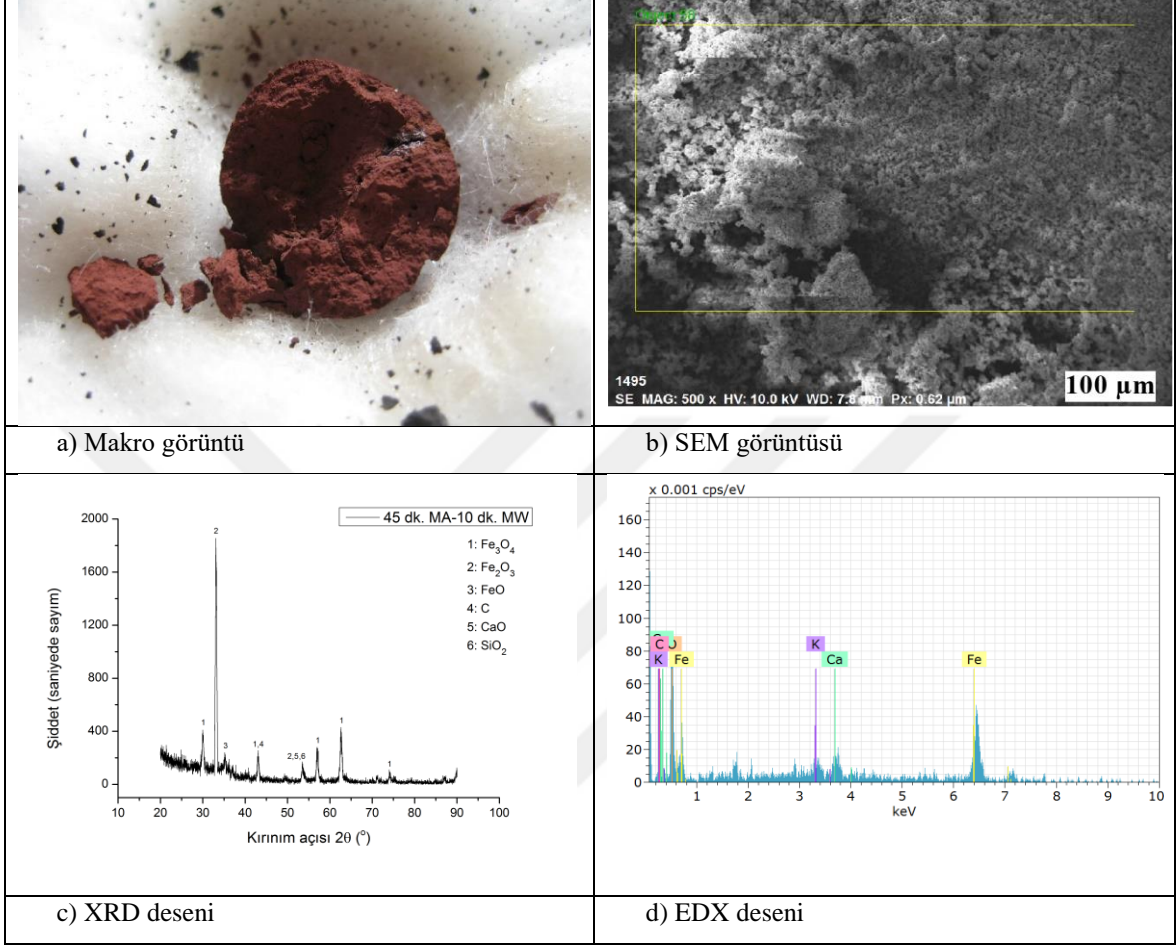 1495
SE MAG: 500 x HV: 10.0 kV WD: 7.8 mm Px: 0.62 µm
100 µm
a) Makro görüntü
b) SEM görüntüsü
2000
1600
1200
800
400
0
10 20 30 40 50 60 70 80 90 100
Şiddet (saniyede sayım)
Kırınım açısı 2θ (°)
45 dk. MA-10 dk. MW
1: Fe₃O₄
2: Fe₂O₃
3: FeO
4: C
5: CaO
6: SiO₂
1
2
3
1,4
2,5,6
1
1
1
x 0.001 cps/eV
160
140
120
100
80
60
40
20
0
1 2 3 4 5 6 7 8 9 10
keV
C O
K Fe
K
Ca
Fe
c) XRD deseni
d) EDX deseni